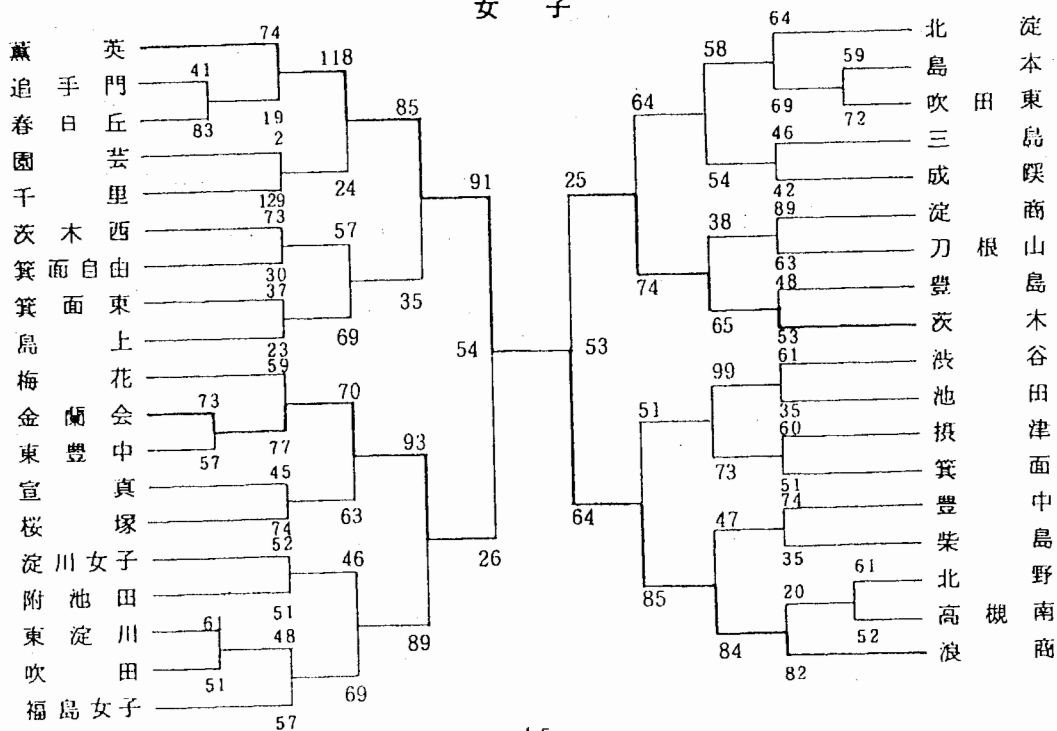 女子
74
薫英
118
41
追手門
85
春日丘
83
19
2
園芸
24
91
千里
129
73
57
茨木西
箕面自由
30
37
35
箕面東
69
島上
23
54
59
梅花
70
73
金蘭会
93
東豊中
57
77
45
宣真
63
桜塚
74
52
26
淀川女子
46
附池田
51
61
48
89
東淀川
吹田
51
69
福島女子
57
64
北淀
58
59
島本
64
69
吹田東
72
46
三島
54
成蹊
42
25
89
38
淀商
刀根山
63
74
48
豊島
65
茨木
53
53
61
渋谷
99
池田
35
51
60
摂津
73
箕面
51
74
64
47
豊中
柴島
35
61
85
20
北野
高槻南
52
84
浪商
82